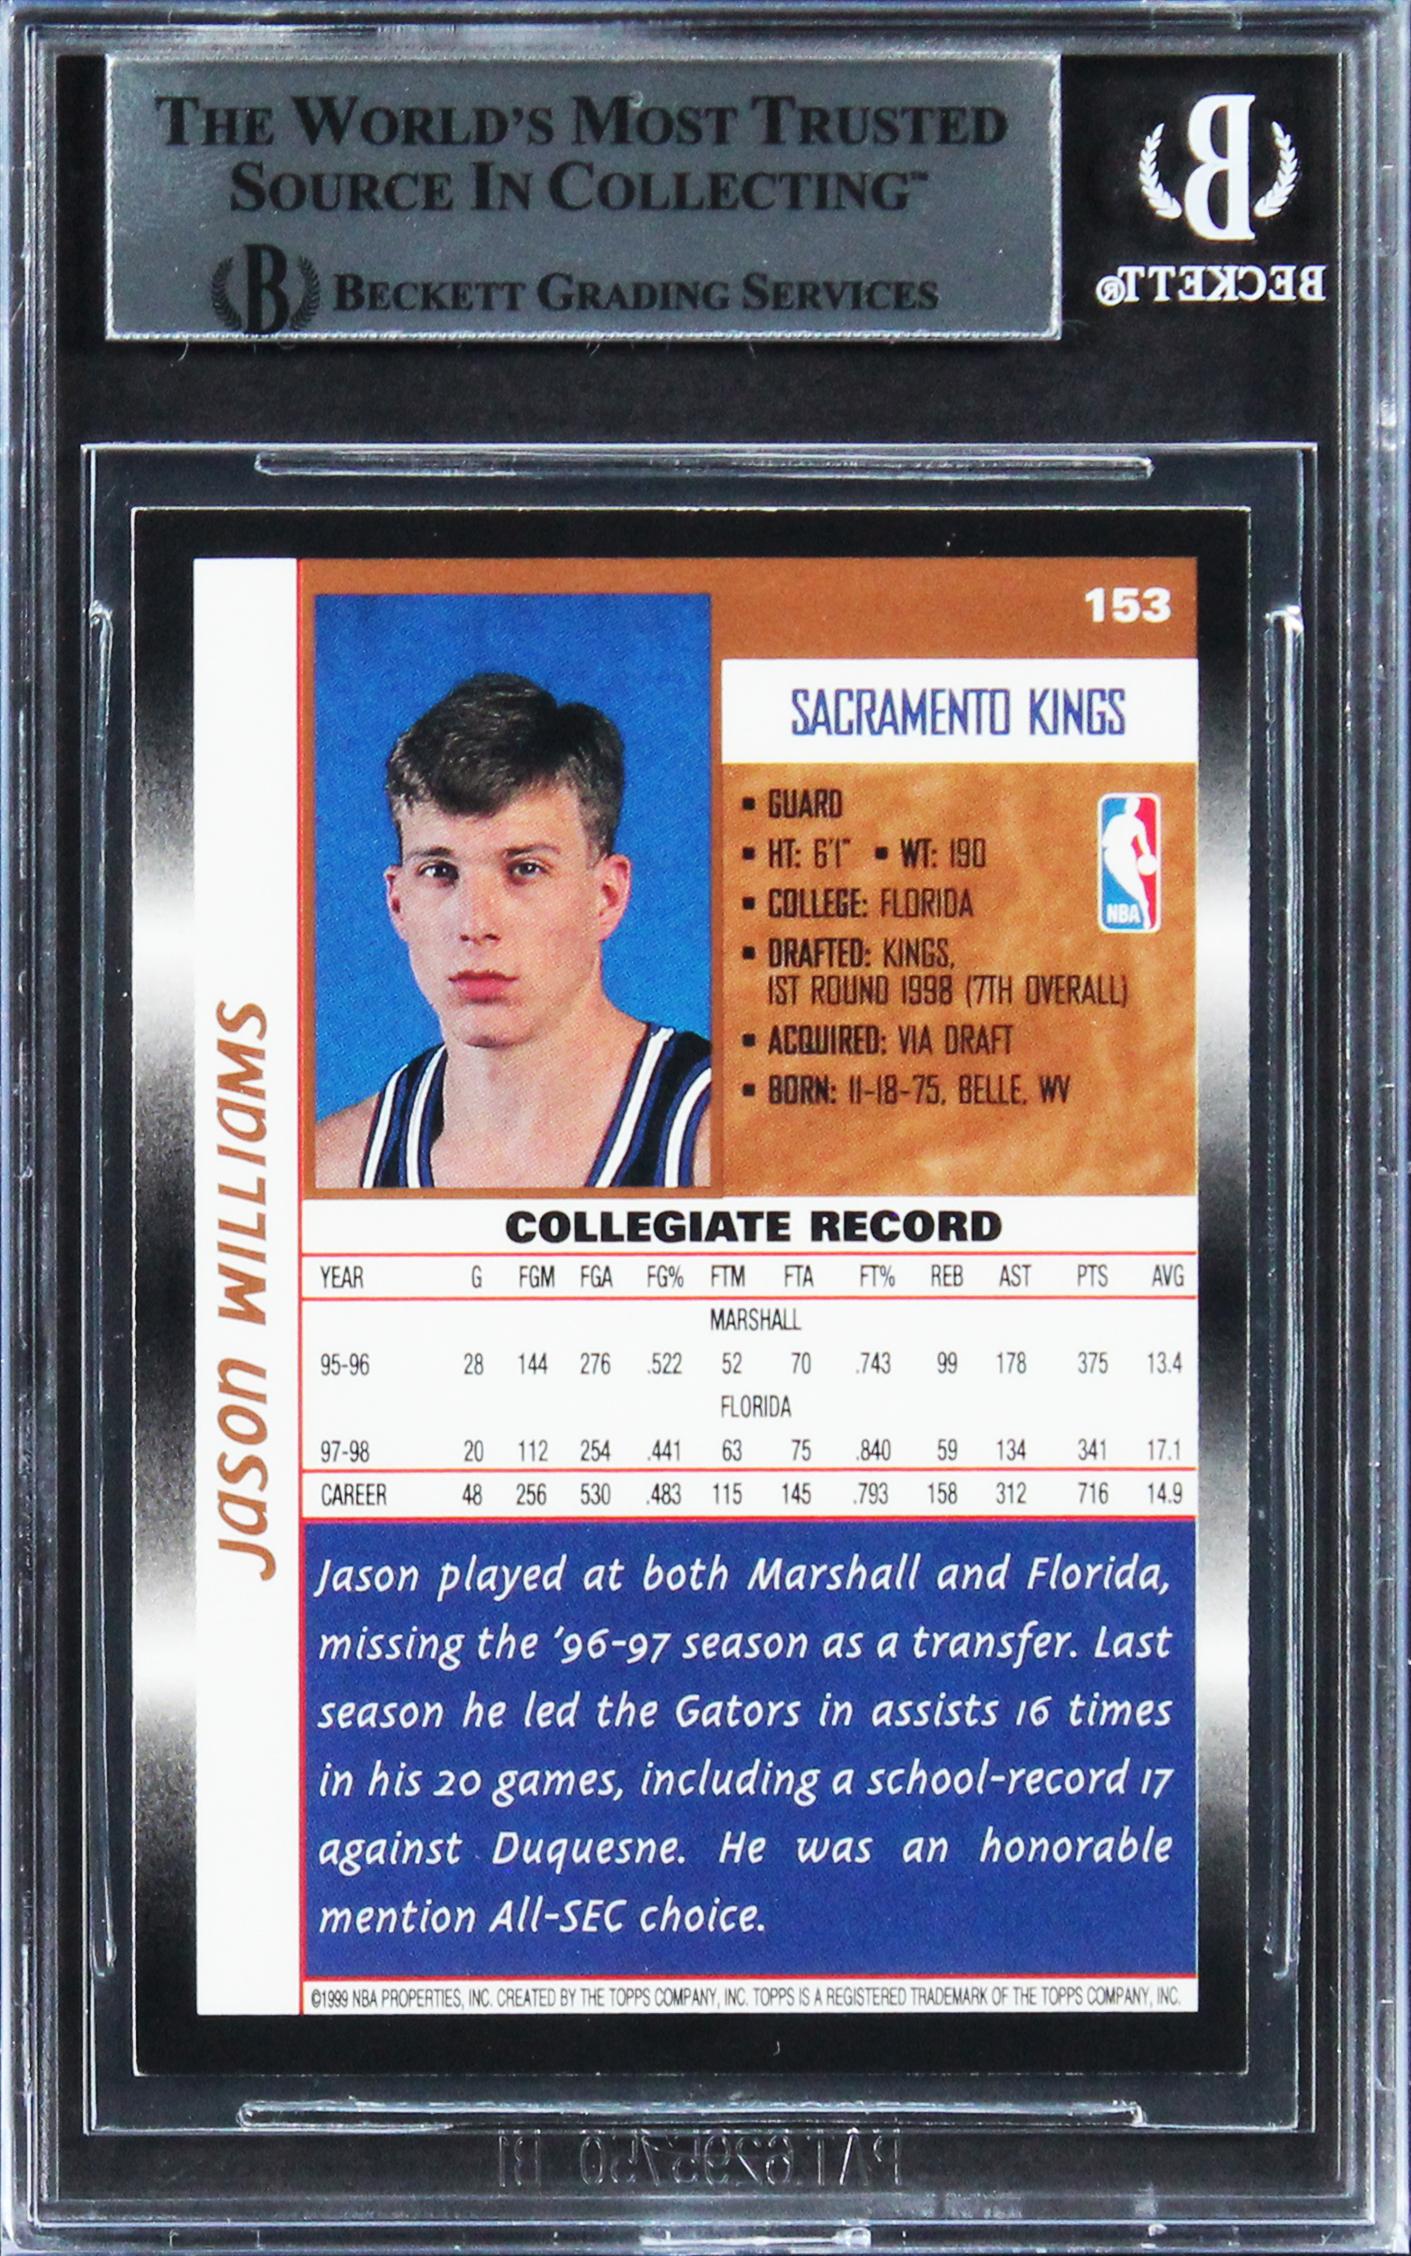 THE WORLD'S MOST TRUSTED
SOURCE IN COLLECTING™
B BECKETT GRADING SERVICES
B
BECKETT®
153
SACRAMENTO KINGS
▪ GUARD
▪ HT: 6'1" ▪ WT: 190
▪ COLLEGE: FLORIDA
▪ DRAFTED: KINGS,
1ST ROUND 1998 (7TH OVERALL)
▪ ACQUIRED: VIA DRAFT
▪ BORN: 11-18-75, BELLE, WV
NBA
Jason Williams
COLLEGIATE RECORD
YEAR G FGM FGA FG% FTM FTA FT% REB AST PTS AVG
MARSHALL
95-96 28 144 276 .522 52 70 .743 99 178 375 13.4
FLORIDA
97-98 20 112 254 .441 63 75 .840 59 134 341 17.1
CAREER 48 256 530 .483 115 145 .793 158 312 716 14.9
Jason played at both Marshall and Florida,
missing the '96-97 season as a transfer. Last
season he led the Gators in assists 16 times
in his 20 games, including a school-record 17
against Duquesne. He was an honorable
mention All-SEC choice.
©1999 NBA PROPERTIES, INC. CREATED BY THE TOPPS COMPANY, INC. TOPPS IS A REGISTERED TRADEMARK OF THE TOPPS COMPANY, INC.